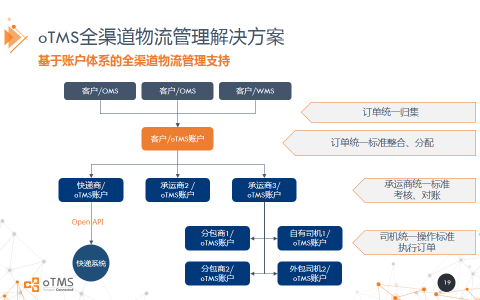 oTMS全渠道物流管理解决方案
基于账户体系的全渠道物流管理支持
客户/OMS
客户/OMS
客户/WMS
订单统一归集
客户/oTMS账户
订单统一标准整合、分配
快递商/
oTMS账户
承运商2 /
oTMS账户
承运商3/
oTMS账户
承运商统一标准
考核、对账
Open API
分包商1/
oTMS账户
自有司机1/
oTMS账户
司机统一操作标准
执行订单
快递系统
分包商2/
oTMS账户
外包司机2/
oTMS账户
oTMS
19